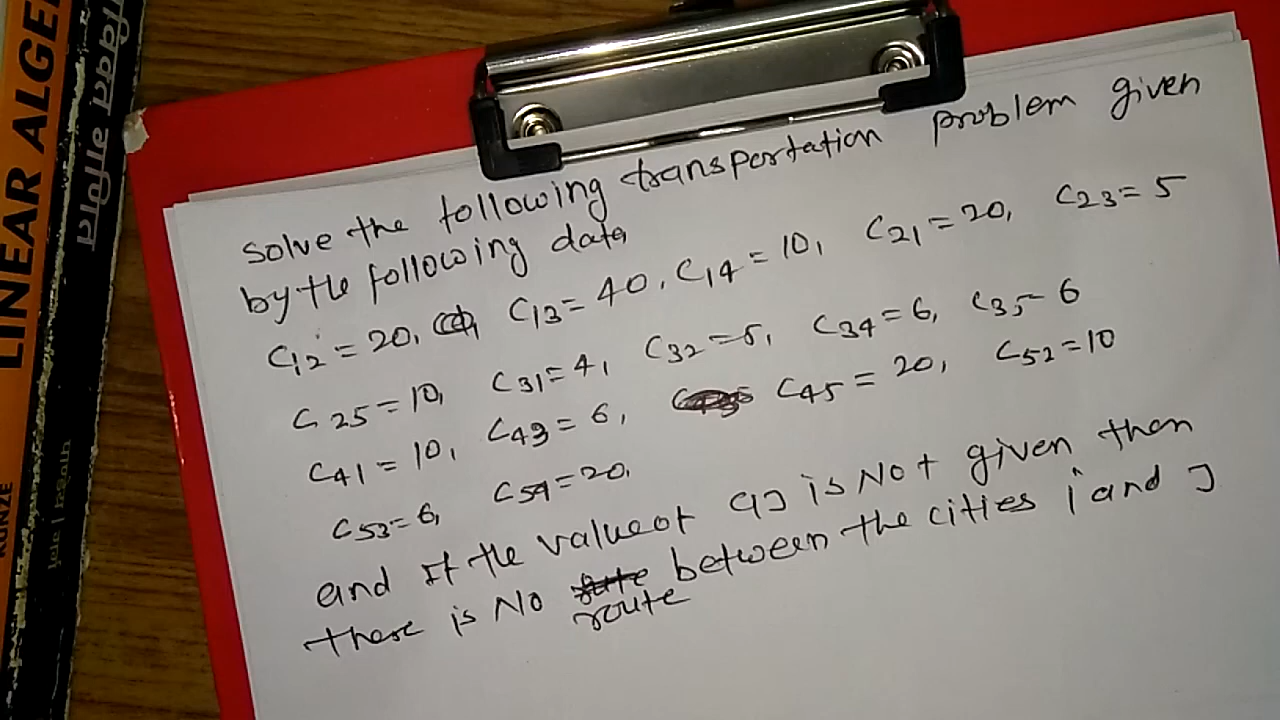 LINEAR ALGE
KUNZE
solve the following transportation problem given
by the following data
C12 = 20, C13 = 40, C14 = 10, C21 = 20, C23 = 5
C25 = 10, C31 = 4, C32 = 5, C34 = 6, C35 = 6
C41 = 10, C43 = 6, C45 = 20, C52 = 10
C53 = 6, C54 = 20.
and If the value of CIJ is Not given then
there is No route between the cities i and J